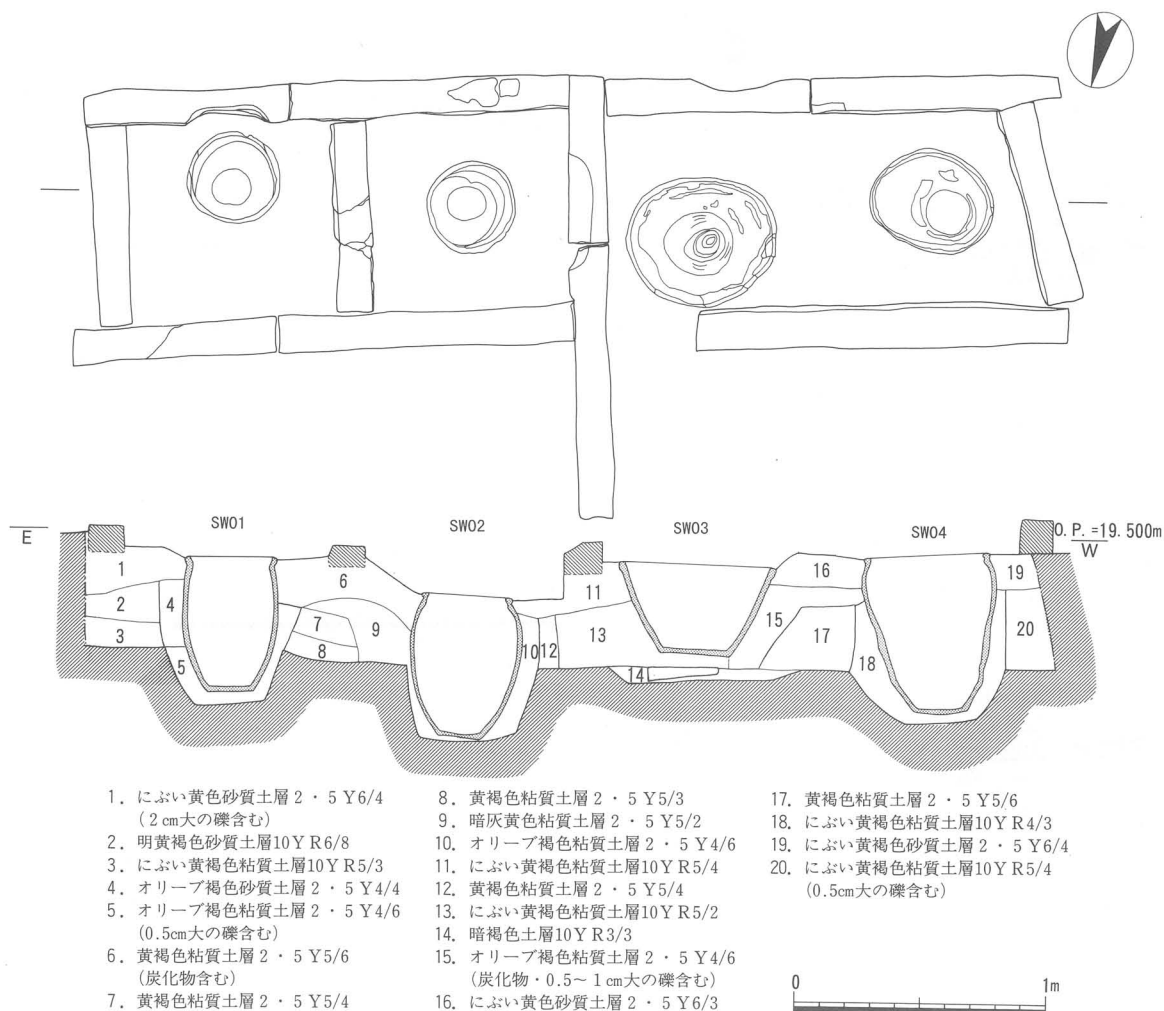 E
SW01
SW02
SW03
SW04
O.P.=19.500m
W
1
2
3
4
5
6
7
8
9
10
12
11
13
14
15
16
17
18
19
20
1．にぶい黄色砂質土層2・5Y6/4
（2cm大の礫含む）
2．明黄褐色砂質土層10YR6/8
3．にぶい黄褐色粘質土層10YR5/3
4．オリーブ褐色砂質土層2・5Y4/4
5．オリーブ褐色粘質土層2・5Y4/6
（0.5cm大の礫含む）
6．黄褐色粘質土層2・5Y5/6
（炭化物含む）
7．黄褐色粘質土層2・5Y5/4
8．黄褐色粘質土層2・5Y5/3
9．暗灰黄色粘質土層2・5Y5/2
10．オリーブ褐色粘質土層2・5Y4/6
11．にぶい黄褐色粘質土層10YR5/4
12．黄褐色粘質土層2・5Y5/4
13．にぶい黄褐色粘質土層10YR5/2
14．暗褐色土層10YR3/3
15．オリーブ褐色粘質土層2・5Y4/6
（炭化物・0.5～1cm大の礫含む）
16．にぶい黄色砂質土層2・5Y6/3
17．黄褐色粘質土層2・5Y5/6
18．にぶい黄褐色粘質土層10YR4/3
19．にぶい黄褐色砂質土層2・5Y6/4
20．にぶい黄褐色粘質土層10YR5/4
（0.5cm大の礫含む）
0
1m